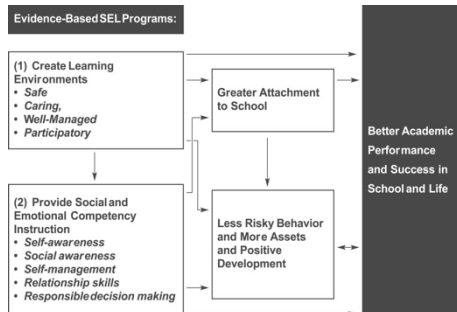 Evidence-Based SEL Programs:
(1) Create Learning
Environments
• Safe
• Caring,
• Well-Managed
• Participatory
(2) Provide Social and
Emotional Competency
Instruction
• Self-awareness
• Social awareness
• Self-management
• Relationship skills
• Responsible decision making
Greater Attachment
to School
Less Risky Behavior
and More Assets
and Positive
Development
Better Academic
Performance
and Success in
School and Life